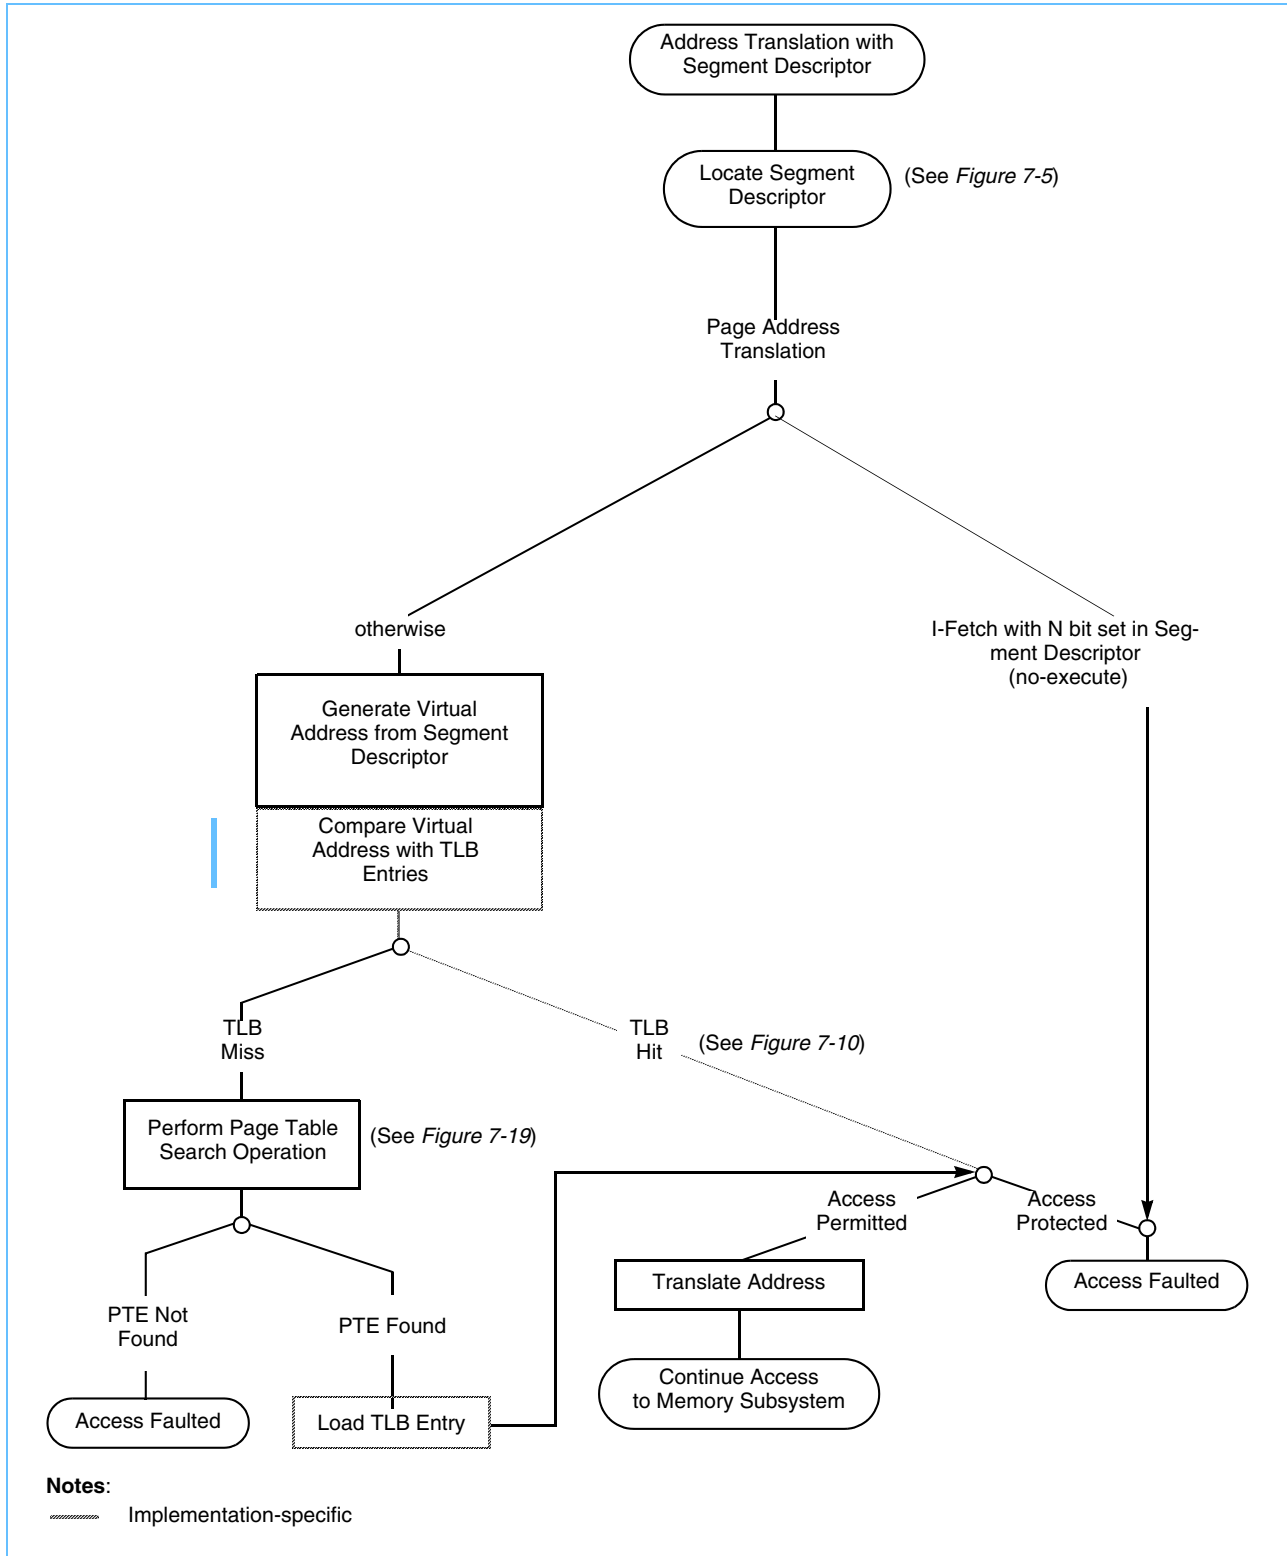 Address Translation with
Segment Descriptor
Locate Segment
Descriptor
(See Figure 7-5)
Page Address
Translation
otherwise
I-Fetch with N bit set in Seg-
ment Descriptor
(no-execute)
Generate Virtual
Address from Segment
Descriptor
Compare Virtual
Address with TLB
Entries
TLB
Miss
TLB
Hit
(See Figure 7-10)
Perform Page Table
Search Operation
(See Figure 7-19)
Access
Permitted
Access
Protected
Translate Address
Access Faulted
PTE Not
Found
PTE Found
Continue Access
to Memory Subsystem
Access Faulted
Load TLB Entry
Notes:
Implementation-specific